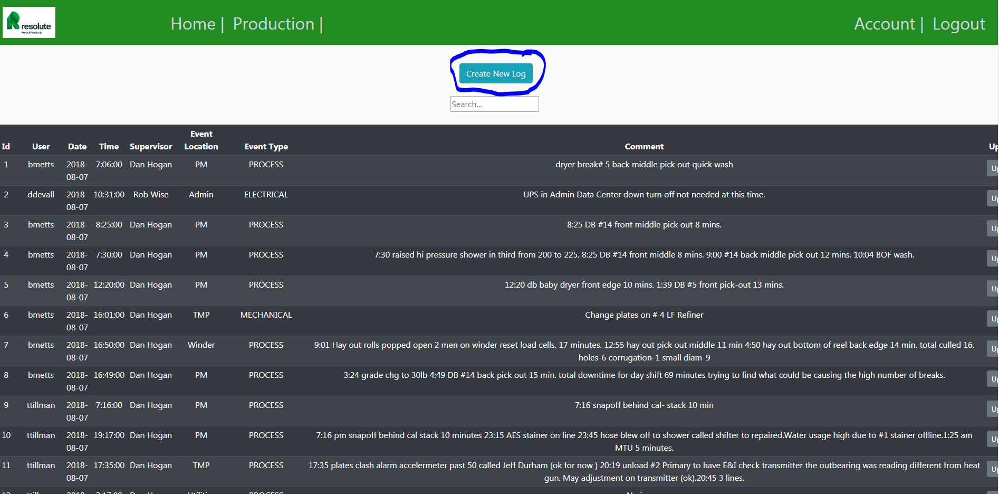 resolute
Forest Products
Home | Production |
Account | Logout
Create New Log
Search...
Id User Date Time Supervisor Event Location Event Type Comment
1 bmetts 2018-08-07 7:06:00 Dan Hogan PM PROCESS dryer break# 5 back middle pick out quick wash
2 ddevall 2018-08-07 10:31:00 Rob Wise Admin ELECTRICAL UPS in Admin Data Center down turn off not needed at this time.
3 bmetts 2018-08-07 8:25:00 Dan Hogan PM PROCESS 8:25 DB #14 front middle pick out 8 mins.
4 bmetts 2018-08-07 7:30:00 Dan Hogan PM PROCESS 7:30 raised hi pressure shower in third from 200 to 225. 8:25 DB #14 front middle 8 mins. 9:00 #14 back middle pick out 12 mins. 10:04 BOF wash.
5 bmetts 2018-08-07 12:20:00 Dan Hogan PM PROCESS 12:20 db baby dryer front edge 10 mins. 1:39 DB #5 front pick-out 13 mins.
6 bmetts 2018-08-07 16:01:00 Dan Hogan TMP MECHANICAL Change plates on # 4 LF Refiner
7 bmetts 2018-08-07 16:50:00 Dan Hogan Winder PROCESS 9:01 Hay out rolls popped open 2 men on winder reset load cells. 17 minutes. 12:55 hay out pick out middle 11 min 4:50 hay out bottom of reel back edge 14 min. total culled 16.
holes-6 corrugation-1 small diam-9
8 bmetts 2018-08-07 16:49:00 Dan Hogan PM PROCESS 3:24 grade chg to 30lb 4:49 DB #14 back pick out 15 min. total downtime for day shift 69 minutes trying to find what could be causing the high number of breaks.
9 ttillman 2018-08-07 7:16:00 Dan Hogan PM PROCESS 7:16 snapoff behind cal- stack 10 min
10 ttillman 2018-08-07 19:17:00 Dan Hogan PM PROCESS 7:16 pm snapoff behind cal stack 10 minutes 23:15 AES stainer on line 23:45 hose blew off to shower called shifter to repaired.Water usage high due to #1 stainer offline.1:25 am
MTU 5 minutes.
11 ttillman 2018-08-07 17:35:00 Dan Hogan TMP PROCESS 17:35 plates clash alarm accelermeter past 50 called Jeff Durham (ok for now ) 20:19 unload #2 Primary to have E&I check transmitter the outbearing was reading different from heat
gun. May adjustment on transmitter (ok).20:45 3 lines.